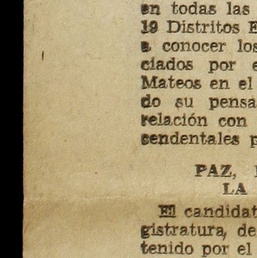 en todas las
19 Distritos E
a conocer los
ciados por e
Mateos en el
do su pensa
relación con
cendentales p
PAZ,
LA
El candidat
gistratura, de
tenido por el